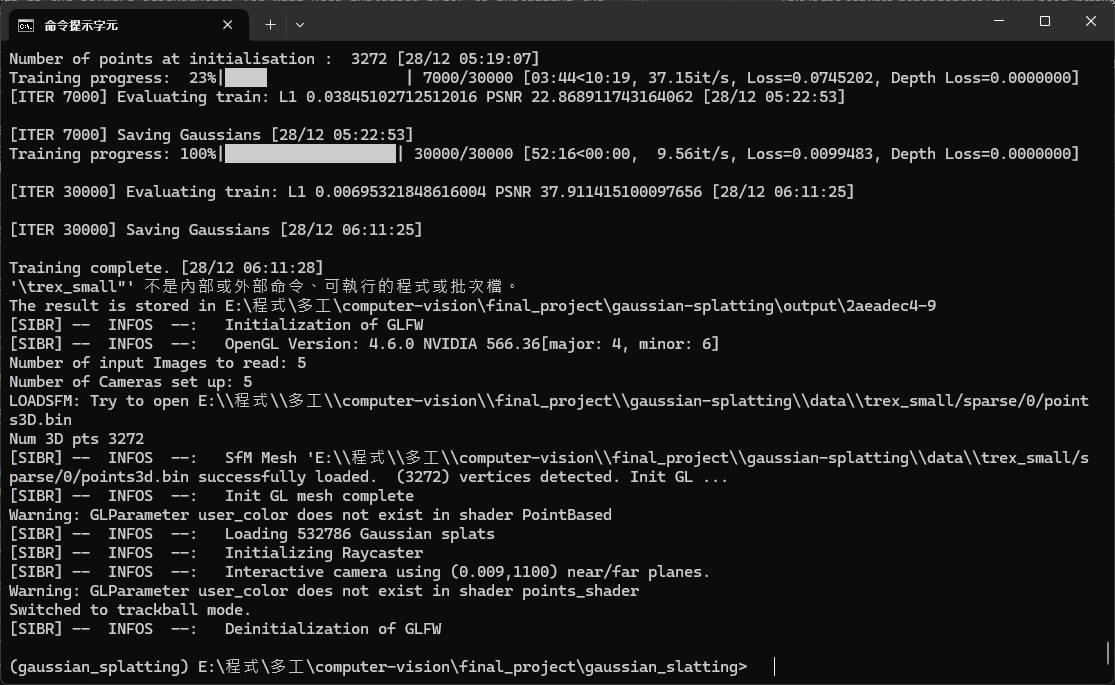 命令提示字元
Number of points at initialisation :  3272 [28/12 05:19:07]
Training progress:  23%| | 7000/30000 [03:44<10:19, 37.15it/s, Loss=0.0745202, Depth Loss=0.0000000]
[ITER 7000] Evaluating train: L1 0.03845102712512016 PSNR 22.868911743164062 [28/12 05:22:53]
[ITER 7000] Saving Gaussians [28/12 05:22:53]
Training progress: 100%| | 30000/30000 [52:16<00:00,  9.56it/s, Loss=0.0099483, Depth Loss=0.0000000]
[ITER 30000] Evaluating train: L1 0.00695321848616004 PSNR 37.911415100097656 [28/12 06:11:25]
[ITER 30000] Saving Gaussians [28/12 06:11:25]
Training complete. [28/12 06:11:28]
'\trex_small"' 不是內部或外部命令、可執行的程式或批次檔。
The result is stored in E:\程式\多工\computer-vision\final_project\gaussian-splatting\output\2aeadec4-9
[SIBR] --  INFOS  --:   Initialization of GLFW
[SIBR] --  INFOS  --:   OpenGL Version: 4.6.0 NVIDIA 566.36[major: 4, minor: 6]
Number of input Images to read: 5
Number of Cameras set up: 5
LOADSFM: Try to open E:\\程式\\多工\\computer-vision\\final_project\\gaussian-splatting\\data\\trex_small/sparse/0/point
s3D.bin
Num 3D pts 3272
[SIBR] --  INFOS  --:   SfM Mesh 'E:\\程式\\多工\\computer-vision\\final_project\\gaussian-splatting\\data\\trex_small/s
parse/0/points3d.bin successfully loaded.  (3272) vertices detected. Init GL ...
[SIBR] --  INFOS  --:   Init GL mesh complete
Warning: GLParameter user_color does not exist in shader PointBased
[SIBR] --  INFOS  --:   Loading 532786 Gaussian splats
[SIBR] --  INFOS  --:   Initializing Raycaster
[SIBR] --  INFOS  --:   Interactive camera using (0.009,1100) near/far planes.
Warning: GLParameter user_color does not exist in shader points_shader
Switched to trackball mode.
[SIBR] --  INFOS  --:   Deinitialization of GLFW
(gaussian_splatting) E:\程式\多工\computer-vision\final_project\gaussian_slatting>